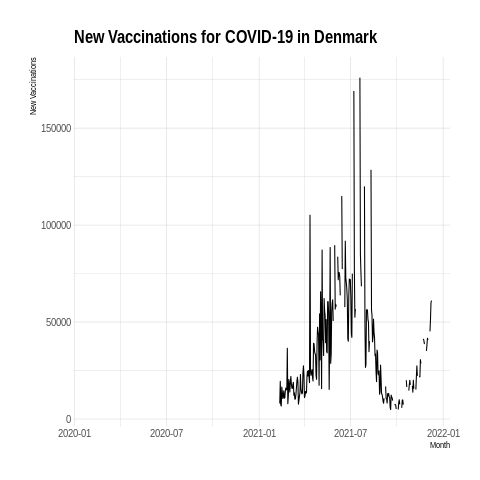 New Vaccinations for COVID-19 in Denmark
New Vaccinations
150000
100000
50000
0
2020-01 2020-07 2021-01 2021-07 2022-01
Month